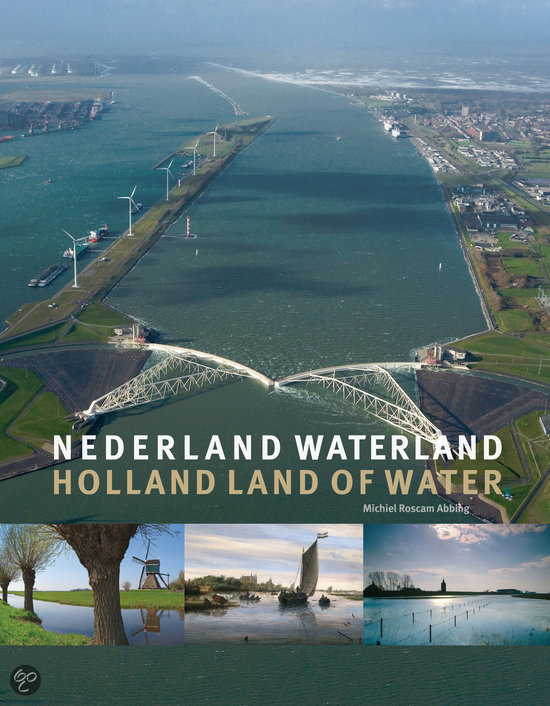 NEDERLAND WATERLAND
HOLLAND LAND OF WATER
Michiel Roscam Abbing